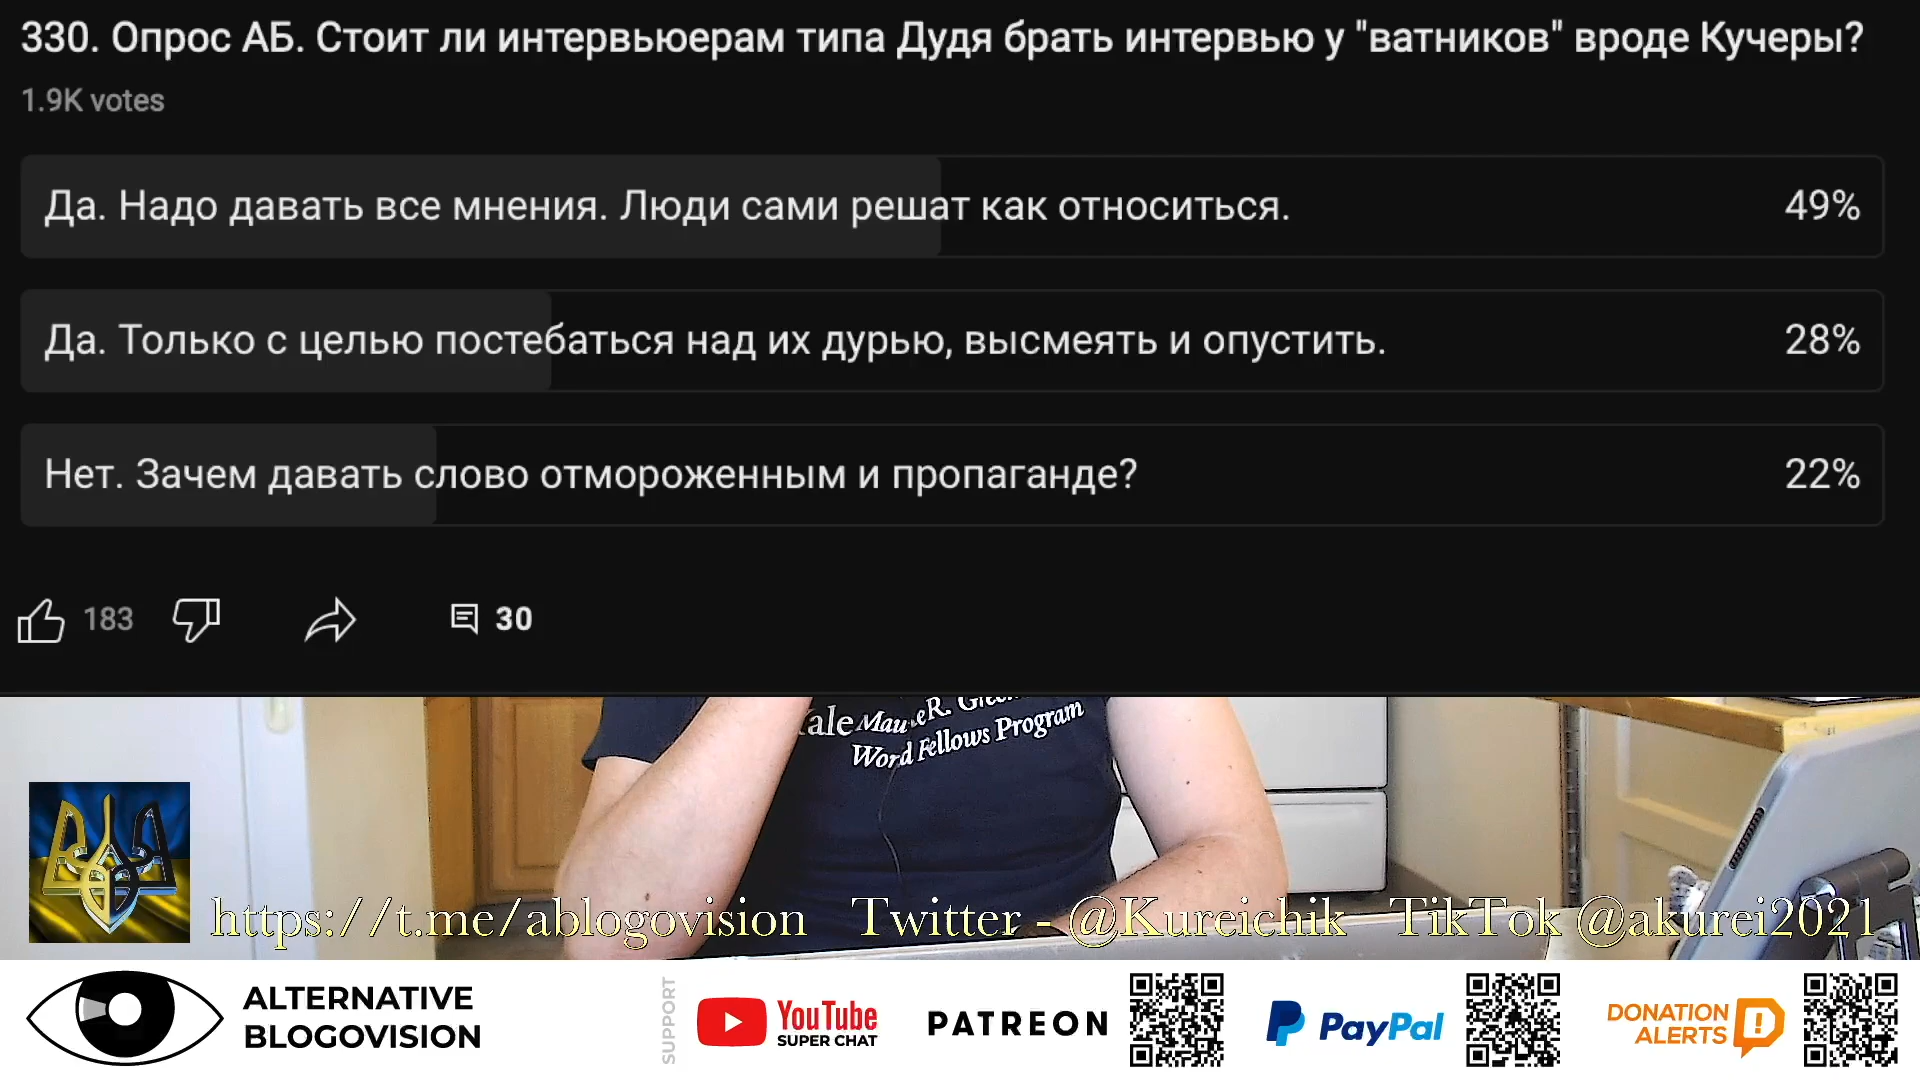 330. Опрос АБ. Стоит ли интервьюерам типа Дудя брать интервью у "ватников" вроде Кучеры?
1.9K votes
Да. Надо давать все мнения. Люди сами решат как относиться.
49%
Да. Только с целью постебаться над их дурью, высмеять и опустить.
28%
Нет. Зачем давать слово отмороженным и пропаганде?
22%
183
30
R.
Word Fellows Program
https://t.me/ablogovision Twitter - @Kureichik TikTok @akurei2021
ALTERNATIVE
BLOGOVISION
SUPPORT
YouTube
SUPER CHAT
PATREON
PayPal
DONATION
ALERTS